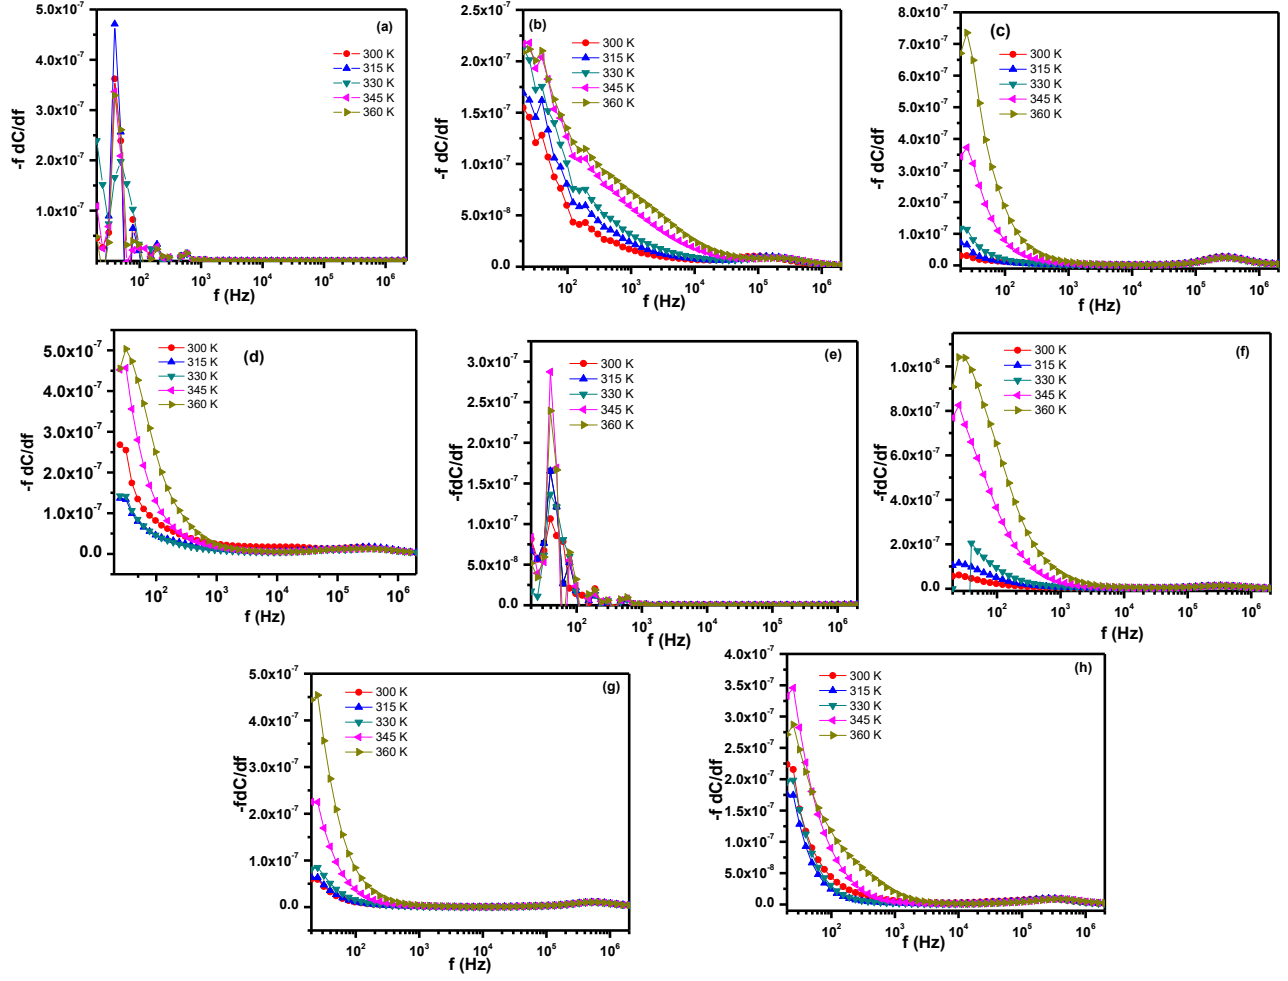 (a)
-f dC/df
5.0x10⁻⁷
4.0x10⁻⁷
3.0x10⁻⁷
2.0x10⁻⁷
1.0x10⁻⁷
300 K
315 K
330 K
345 K
360 K
10² 10³ 10⁴ 10⁵ 10⁶
f (Hz)
(b)
-f dC/df
2.5x10⁻⁷
2.0x10⁻⁷
1.5x10⁻⁷
1.0x10⁻⁷
5.0x10⁻⁸
0.0
300 K
315 K
330 K
345 K
360 K
10² 10³ 10⁴ 10⁵ 10⁶
f (Hz)
(c)
-f dC/df
8.0x10⁻⁷
7.0x10⁻⁷
6.0x10⁻⁷
5.0x10⁻⁷
4.0x10⁻⁷
3.0x10⁻⁷
2.0x10⁻⁷
1.0x10⁻⁷
0.0
300 K
315 K
330 K
345 K
360 K
10² 10³ 10⁴ 10⁵ 10⁶
f (Hz)
(d)
-f dC/df
5.0x10⁻⁷
4.0x10⁻⁷
3.0x10⁻⁷
2.0x10⁻⁷
1.0x10⁻⁷
0.0
300 K
315 K
330 K
345 K
360 K
10² 10³ 10⁴ 10⁵ 10⁶
f (Hz)
(e)
-fdC/df
3.0x10⁻⁷
2.5x10⁻⁷
2.0x10⁻⁷
1.5x10⁻⁷
1.0x10⁻⁷
5.0x10⁻⁸
0.0
300 K
315 K
330 K
345 K
360 K
10² 10³ 10⁴ 10⁵ 10⁶
f (Hz)
(f)
-fdC/df
1.0x10⁻⁶
8.0x10⁻⁷
6.0x10⁻⁷
4.0x10⁻⁷
2.0x10⁻⁷
0.0
300 K
315 K
330 K
345 K
360 K
10² 10³ 10⁴ 10⁵ 10⁶
f (Hz)
(g)
-fdC/df
5.0x10⁻⁷
4.0x10⁻⁷
3.0x10⁻⁷
2.0x10⁻⁷
1.0x10⁻⁷
0.0
300 K
315 K
330 K
345 K
360 K
10² 10³ 10⁴ 10⁵ 10⁶
f (Hz)
(h)
-f dC/df
4.0x10⁻⁷
3.5x10⁻⁷
3.0x10⁻⁷
2.5x10⁻⁷
2.0x10⁻⁷
1.5x10⁻⁷
1.0x10⁻⁷
5.0x10⁻⁸
0.0
300 K
315 K
330 K
345 K
360 K
10² 10³ 10⁴ 10⁵ 10⁶
f (Hz)